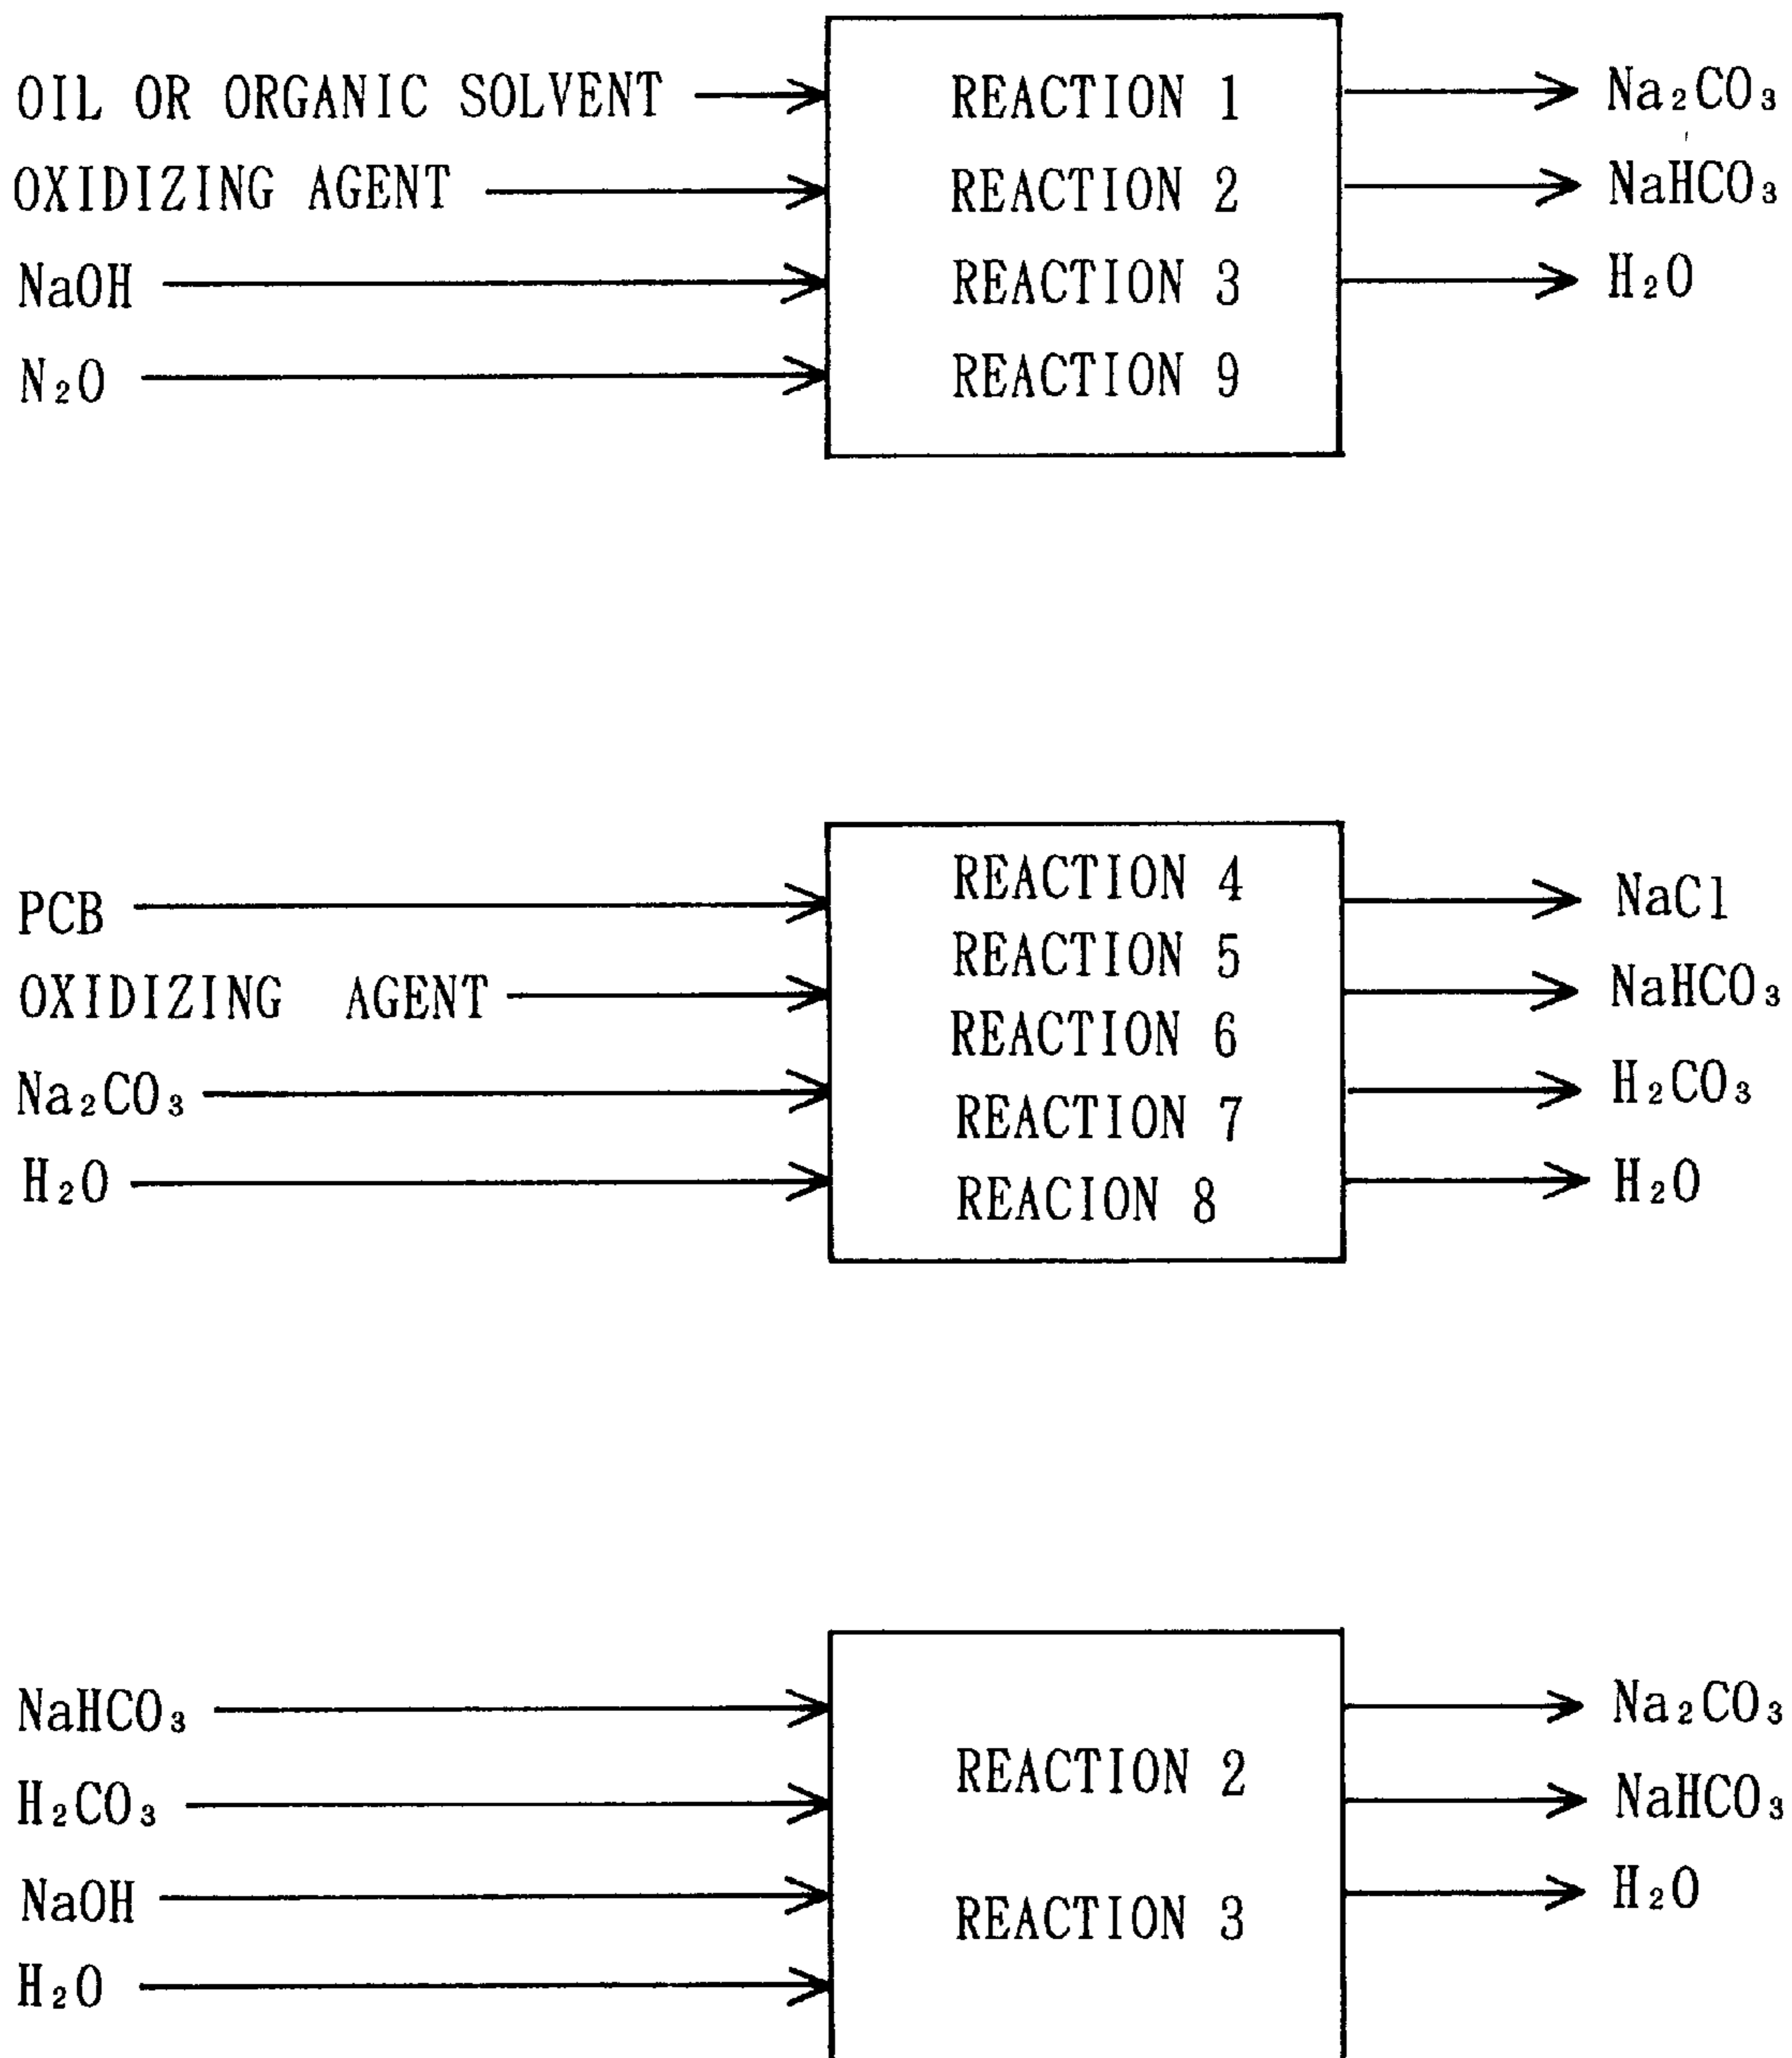 OIL OR ORGANIC SOLVENT
OXIDIZING AGENT
NaOH
N₂O
REACTION 1
REACTION 2
REACTION 3
REACTION 9
Na₂CO₃
NaHCO₃
H₂O
PCB
OXIDIZING AGENT
Na₂CO₃
H₂O
REACTION 4
REACTION 5
REACTION 6
REACTION 7
REACION 8
NaCl
NaHCO₃
H₂CO₃
H₂O
NaHCO₃
H₂CO₃
NaOH
H₂O
REACTION 2
REACTION 3
Na₂CO₃
NaHCO₃
H₂O